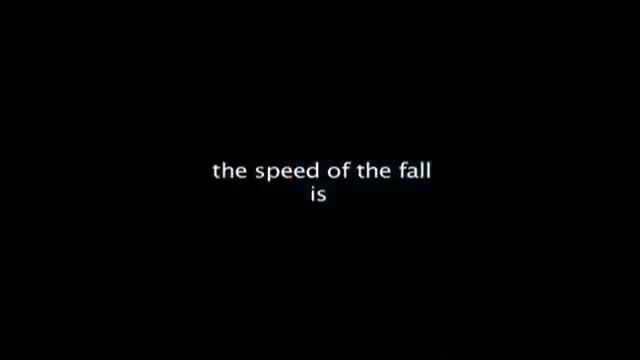 the speed of the fall
is